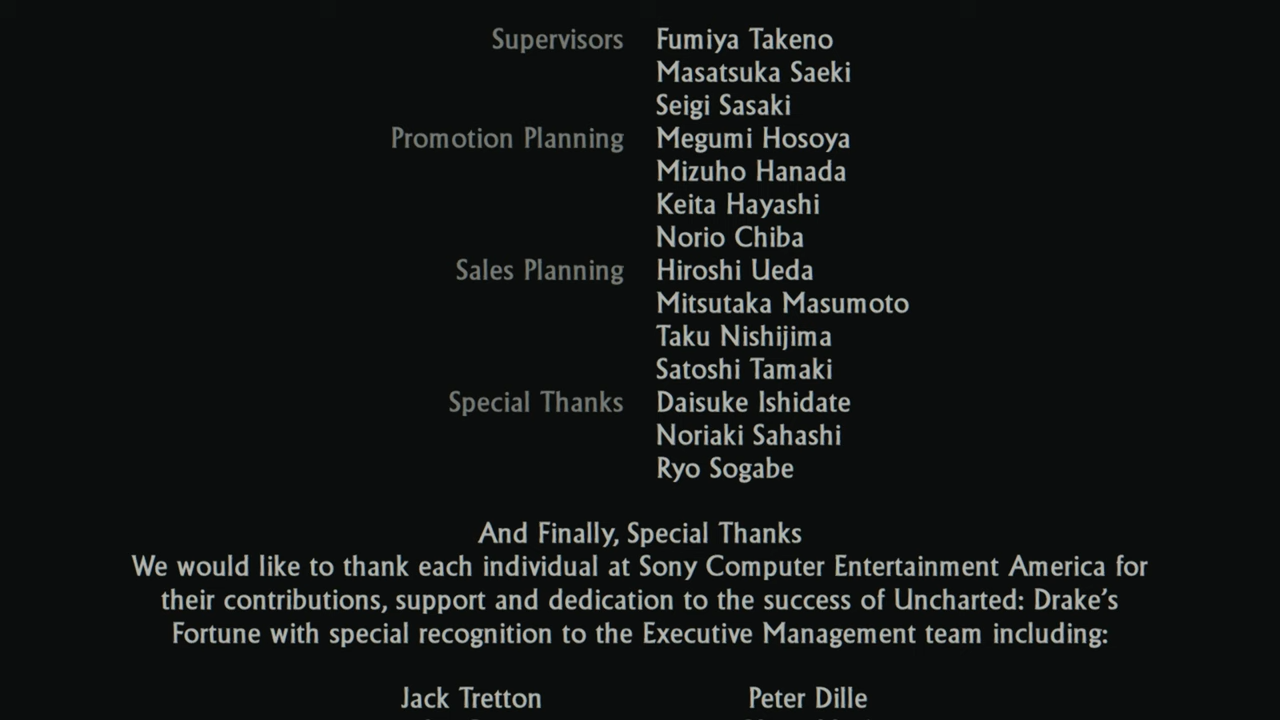 Supervisors Fumiya Takeno
Masatsuka Saeki
Seigi Sasaki
Promotion Planning Megumi Hosoya
Mizuho Hanada
Keita Hayashi
Norio Chiba
Sales Planning Hiroshi Ueda
Mitsutaka Masumoto
Taku Nishijima
Satoshi Tamaki
Special Thanks Daisuke Ishidate
Noriaki Sahashi
Ryo Sogabe
And Finally, Special Thanks
We would like to thank each individual at Sony Computer Entertainment America for
their contributions, support and dedication to the success of Uncharted: Drake's
Fortune with special recognition to the Executive Management team including:
Jack Tretton Peter Dille